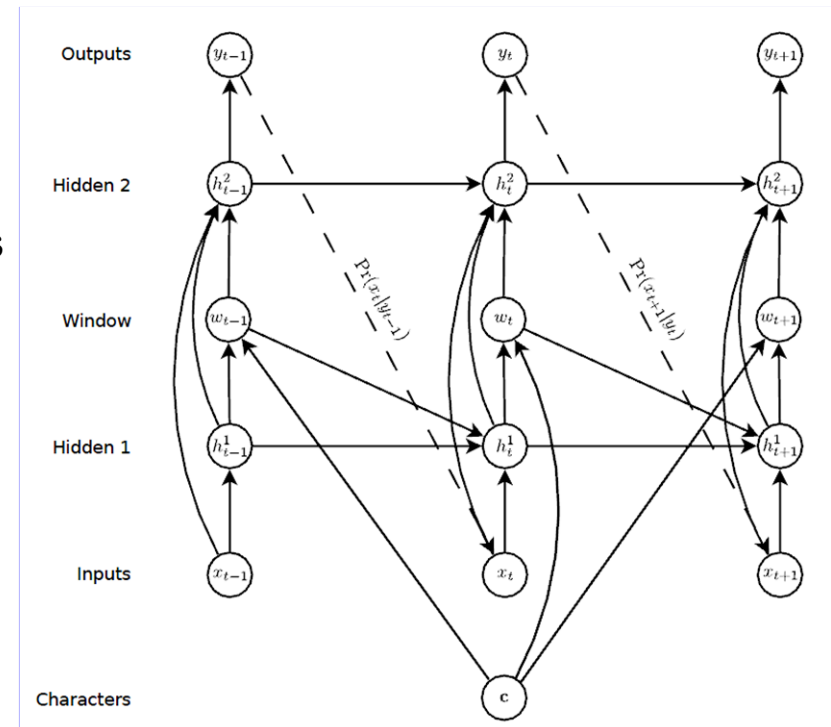 Outputs y_{t−1} y_t y_{t+1}
Hidden 2 h^2_{t−1} h^2_t h^2_{t+1}
s
Pr(x_t|y_{t−1}) Pr(x_{t+1}|y_t)
Window w_{t−1} w_t w_{t+1}
Hidden 1 h^1_{t−1} h^1_t h^1_{t+1}
Inputs x_{t−1} x_t x_{t+1}
Characters c